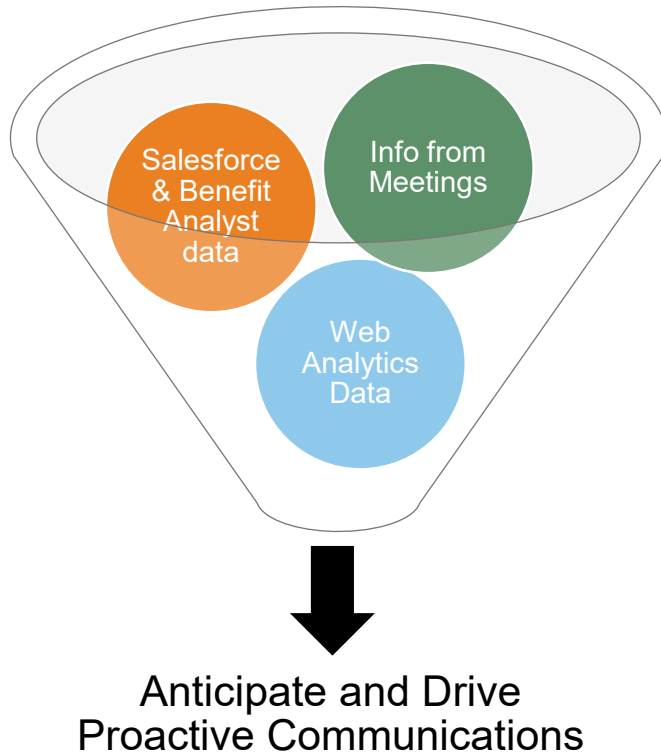 Salesforce
& Benefit
Analyst
data
Info from
Meetings
Web
Analytics
Data
Anticipate and Drive
Proactive Communications